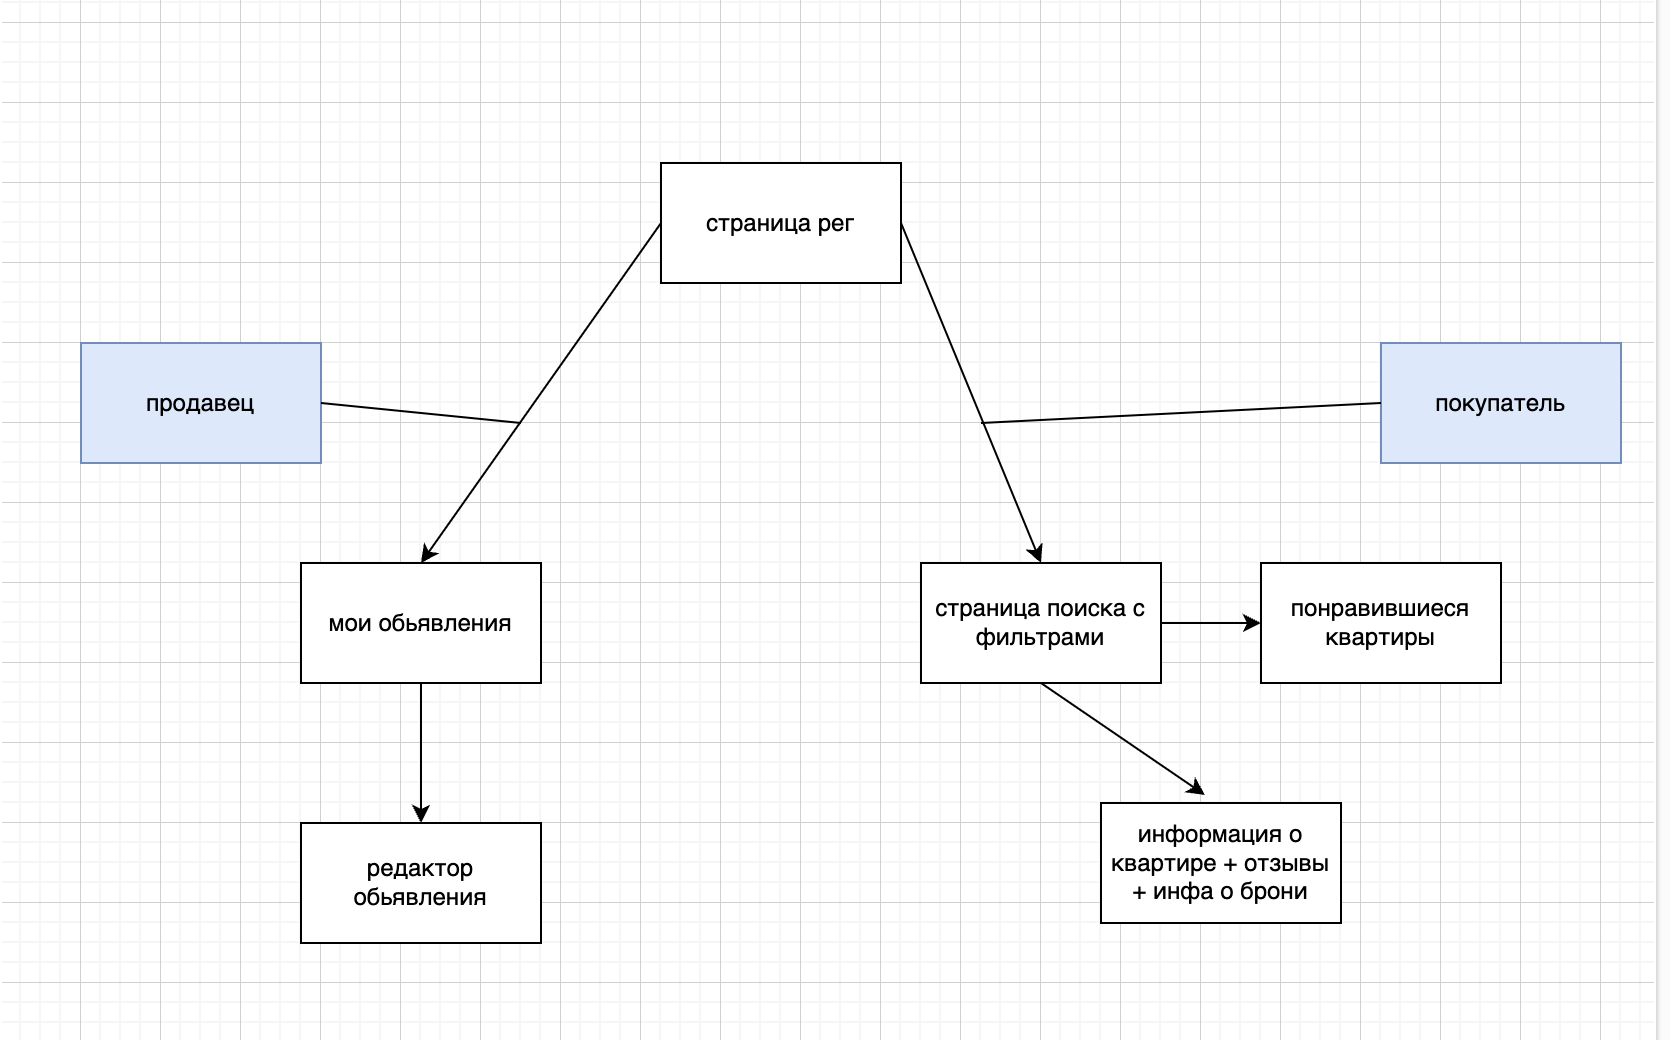 страница рег
продавец
покупатель
мои обьявления
страница поиска с
фильтрами
понравившиеся
квартиры
редактор
обьявления
информация о
квартире + отзывы
+ инфа о брони